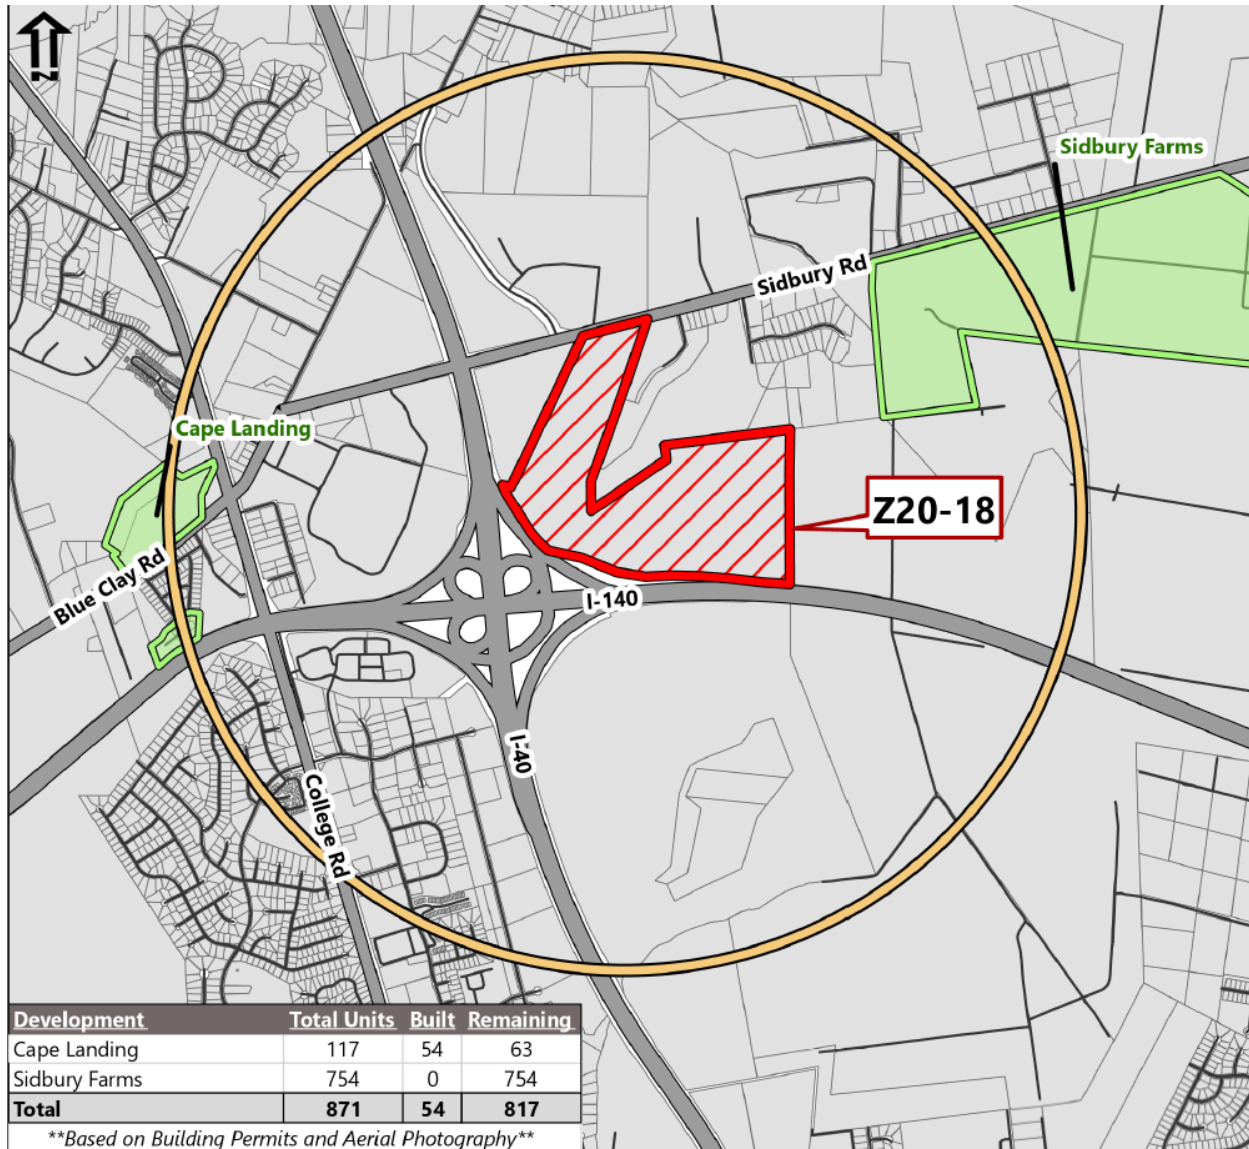 N
Sidbury Farms
Sidbury Rd
Cape Landing
Z20-18
Blue Clay Rd
I-140
I-40
College Rd
Development Total Units Built Remaining
Cape Landing 117 54 63
Sidbury Farms 754 0 754
Total 871 54 817
**Based on Building Permits and Aerial Photography**